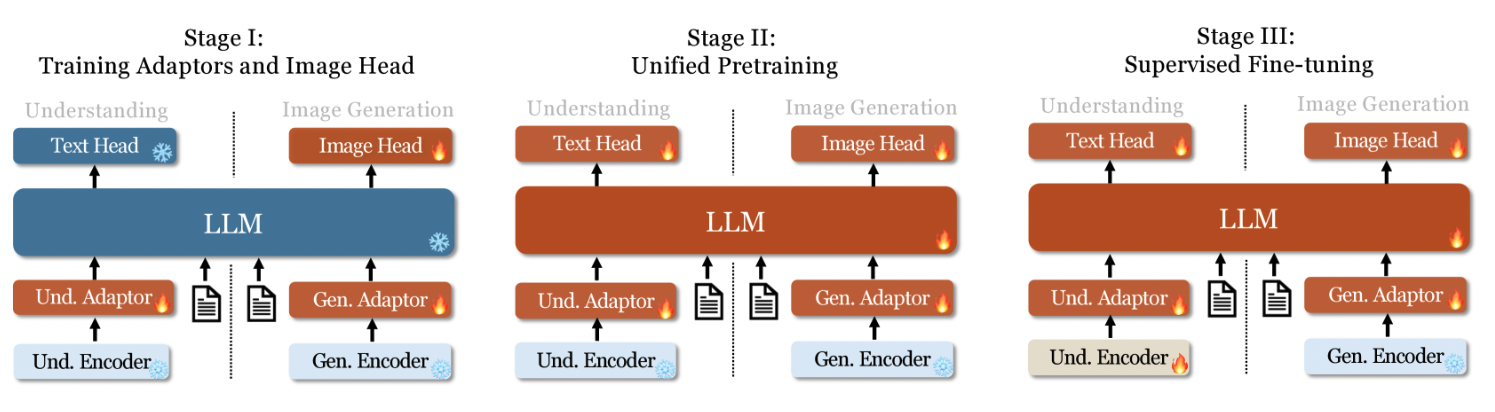 Stage I:
Training Adaptors and Image Head
Understanding
Image Generation
Text Head
Image Head
LLM
Und. Adaptor
Gen. Adaptor
Und. Encoder
Gen. Encoder
Stage II:
Unified Pretraining
Understanding
Image Generation
Text Head
Image Head
LLM
Und. Adaptor
Gen. Adaptor
Und. Encoder
Gen. Encoder
Stage III:
Supervised Fine-tuning
Understanding
Image Generation
Text Head
Image Head
LLM
Und. Adaptor
Gen. Adaptor
Und. Encoder
Gen. Encoder